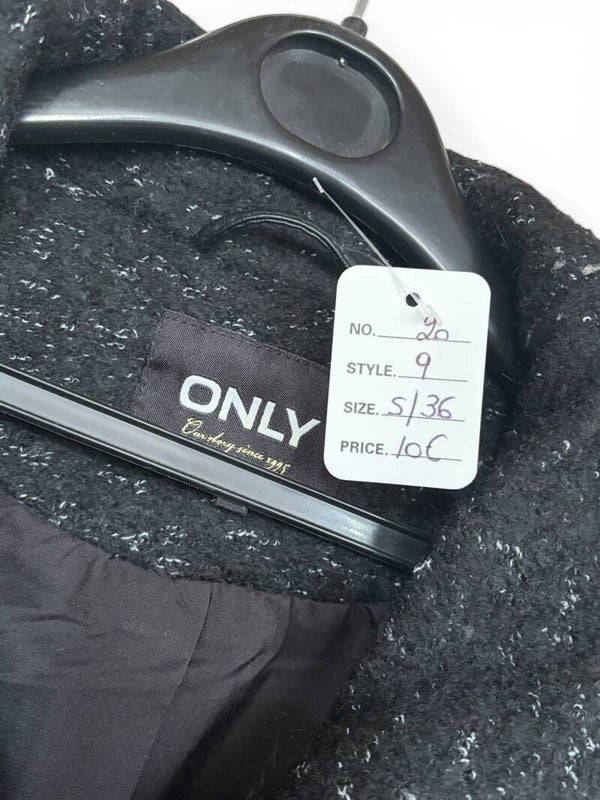 NO. 20
STYLE. 9
SIZE. S/36
PRICE. 10€
ONLY
Our story since 1995